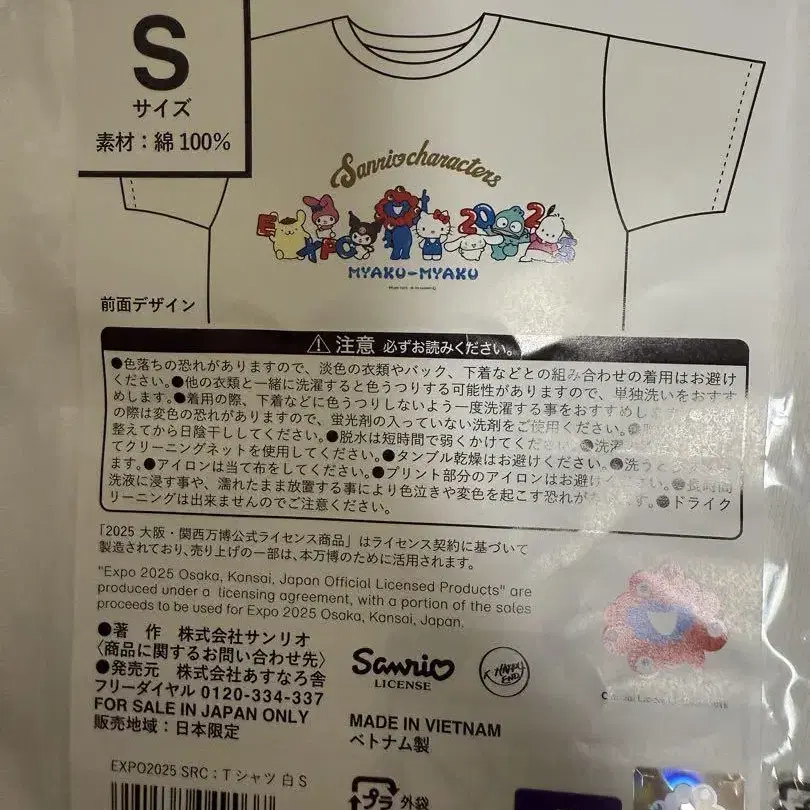 S
サイズ
素材：綿100%
Sanrio characters
EXPO 2025
MYAKU-MYAKU
前面デザイン
注意 必ずお読みください。
●色落ちの恐れがありますので、淡色の衣類やバック、下着などとの組み合わせの着用はお避け
ください。●他の衣類と一緒に洗濯すると色うつりする可能性がありますので、単独洗いをおすす
めします。●着用の際、下着などに色うつりしないよう一度洗濯する事をおすすめしま
の際は変色の恐れがありますので、蛍光剤の入っていない洗剤をご使用ください。
整えてから日陰干ししてください。●脱水は短時間で弱くかけてください。●洗濯
てクリーニングネットを使用してください。●タンブル乾燥はお避けください。●洗う
ます。●アイロンは当て布をしてください。●プリント部分のアイロンはお避けください。●長時間
洗液に浸す事や、濡れたまま放置する事により色泣きや変色を起こす恐れが ます。●ドライク
リーニングは出来ませんのでご注意ください。
「2025 大阪・関西万博公式ライセンス商品」はライセンス契約に基づいて
製造されており、売り上げの一部は、本万博のために活用されます。
"Expo 2025 Osaka, Kansai, Japan Official Licensed Products" are
produced under a licensing agreement, with a portion of the sales
proceeds to be used for Expo 2025 Osaka, Kansai, Japan.
●著 作 株式会社サンリオ
〈商品に関するお問い合わせ先〉
●発売元 株式会社あすなろ舎
フリーダイヤル 0120-334-337
FOR SALE IN JAPAN ONLY
販売地域：日本限定
Sanrio
LICENSE
HAPPY
END
MADE IN VIETNAM
ベトナム製
EXPO2025 SRC：Tシャツ 白 S
プラ 外袋